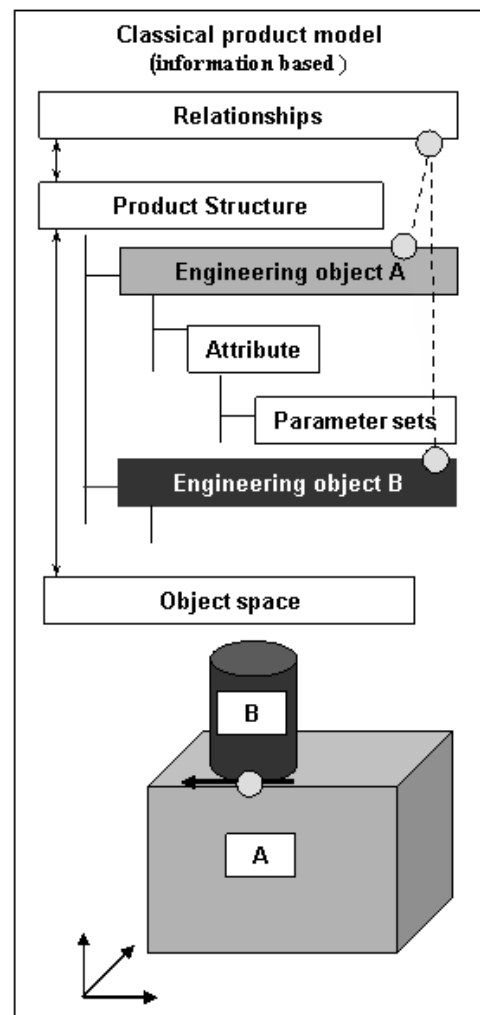 Classical product model
(information based )
Relationships
Product Structure
Engineering object A
Attribute
Parameter sets
Engineering object B
Object space
B
A